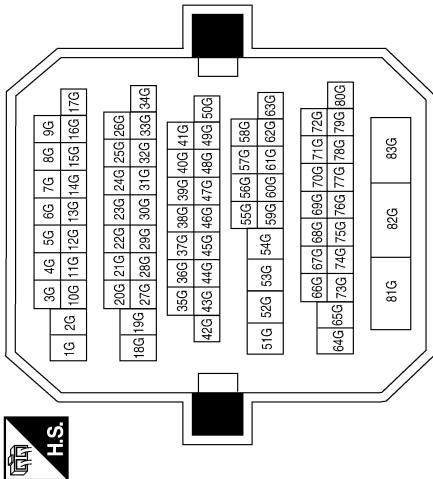 H.S.
3G 4G 5G 6G 7G 8G 9G
1G 2G 10G 11G 12G 13G 14G 15G 16G 17G
20G 21G 22G 23G 24G 25G 26G
18G 19G 27G 28G 29G 30G 31G 32G 33G 34G
35G 36G 37G 38G 39G 40G 41G
42G 43G 44G 45G 46G 47G 48G 49G 50G
55G 56G 57G 58G
51G 52G 53G 54G 59G 60G 61G 62G 63G
66G 67G 68G 69G 70G 71G 72G
64G 65G 73G 74G 75G 76G 77G 78G 79G 80G
81G 82G 83G